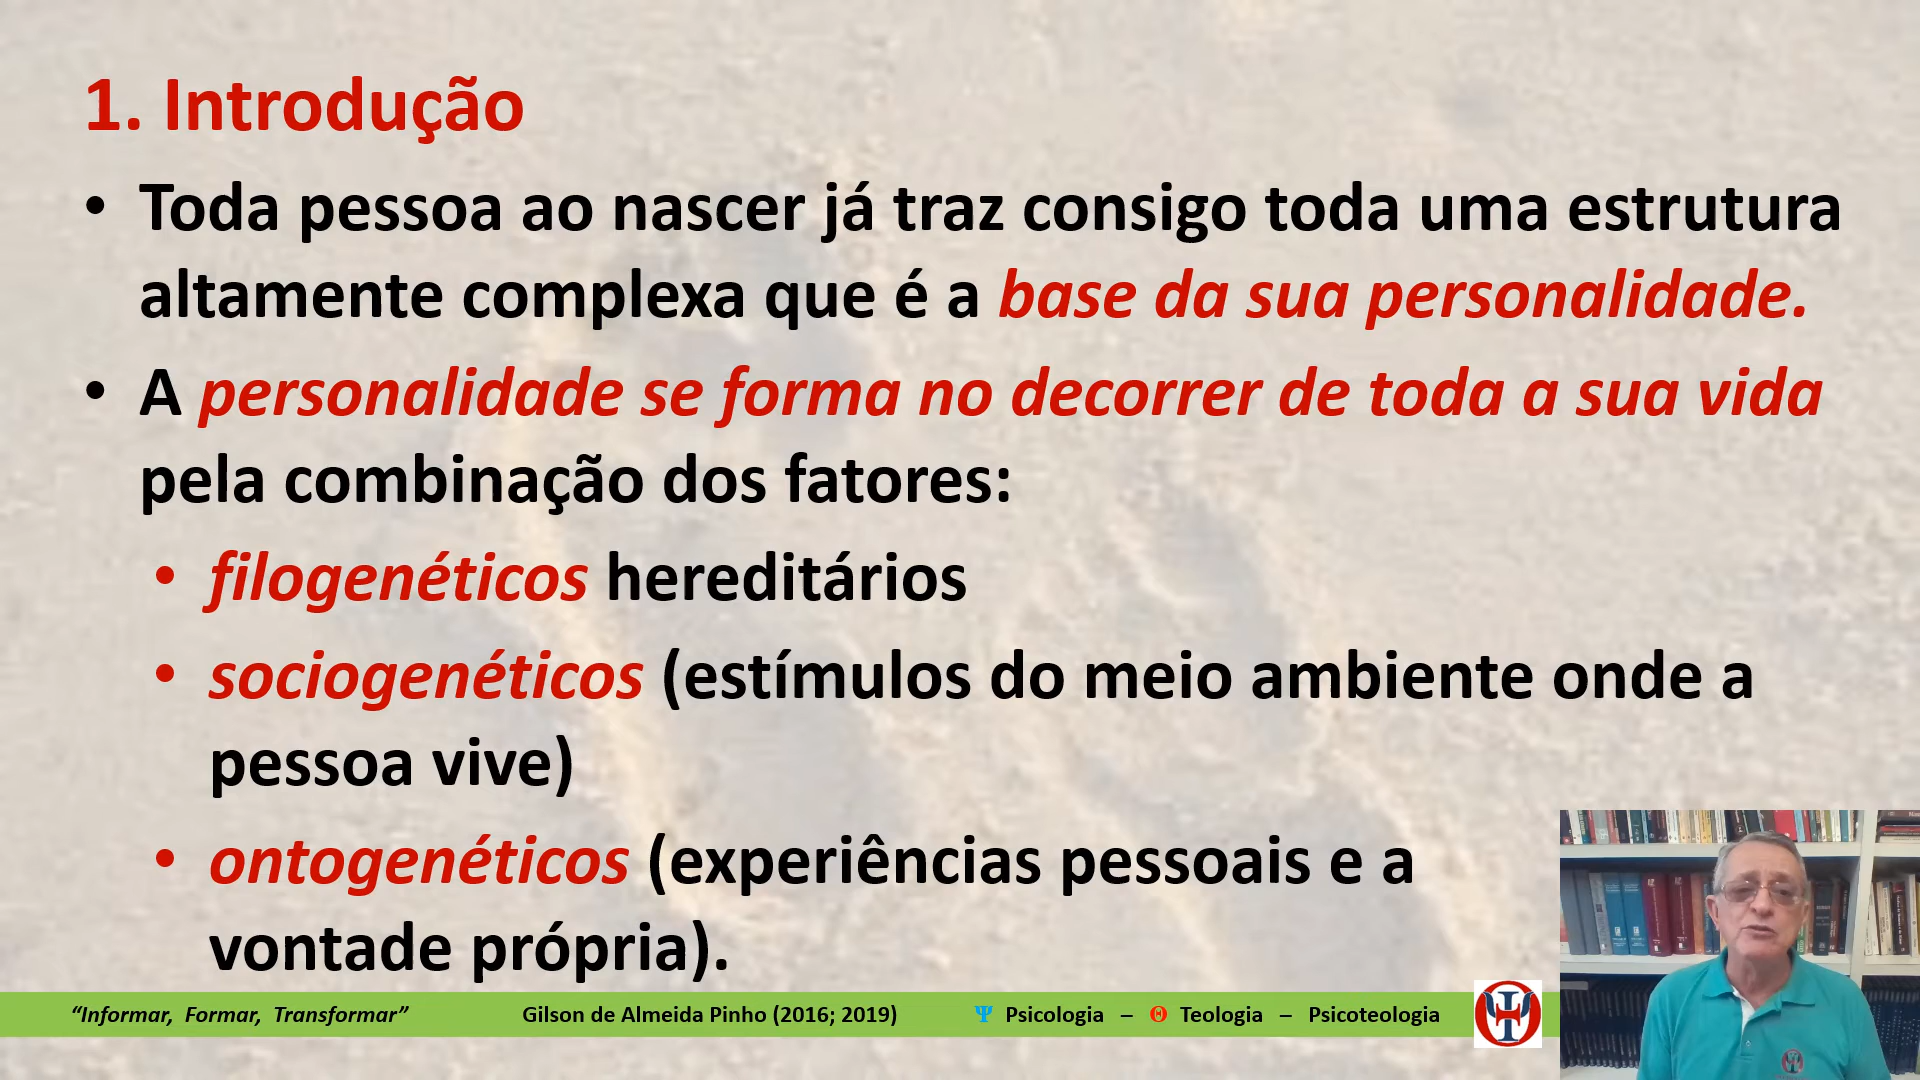 1. Introdução
• Toda pessoa ao nascer já traz consigo toda uma estrutura
altamente complexa que é a base da sua personalidade.
• A personalidade se forma no decorrer de toda a sua vida
pela combinação dos fatores:
• filogenéticos hereditários
• sociogenéticos (estímulos do meio ambiente onde a
pessoa vive)
• ontogenéticos (experiências pessoais e a
vontade própria).
“Informar, Formar, Transformar” Gilson de Almeida Pinho (2016; 2019) Ψ Psicologia – Θ Teologia – Psicoteologia